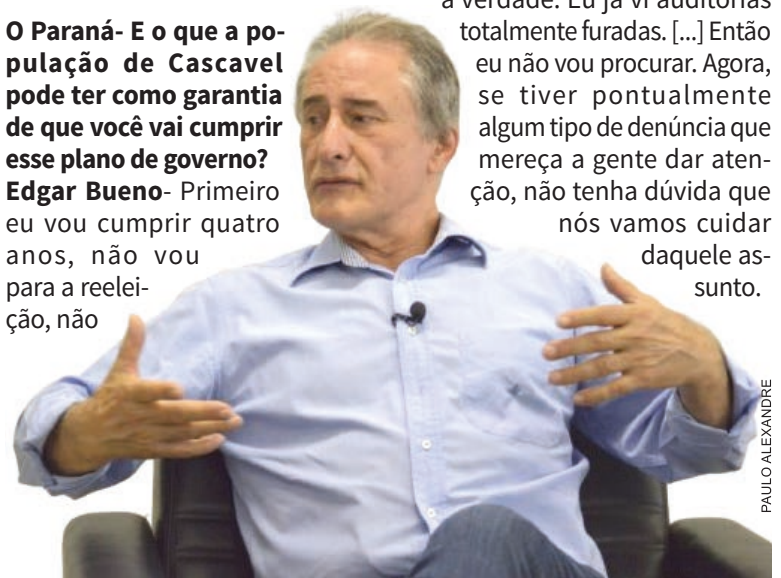 O Paraná- E o que a po-
pulação de Cascavel
pode ter como garantia
de que você vai cumprir
esse plano de governo?
Edgar Bueno- Primeiro
eu vou cumprir quatro
anos, não vou
para a reelei-
ção, não
a verdade. Eu já vi auditorias
totalmente furadas. [...] Então
eu não vou procurar. Agora,
se tiver pontualmente
algum tipo de denúncia que
mereça a gente dar aten-
ção, não tenha dúvida que
nós vamos cuidar
daquele as-
sunto.
PAULO ALEXANDRE